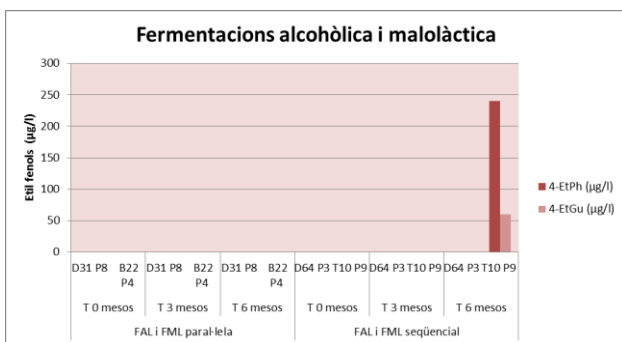 Fermentacions alcohòlica i malolàctica
300
250
200
150
100
50
0
Etil fenols (µg/l)
4-EtPh (µg/l)
4-EtGu (µg/l)
D31 P8 B22 P4 D31 P8 B22 P4 D31 P8 B22 P4 D64 P3 T10 P9 D64 P3 T10 P9 D64 P3 T10 P9
T 0 mesos T 3 mesos T 6 mesos T 0 mesos T 3 mesos T 6 mesos
FAL i FML paral·lela FAL i FML seqüencial